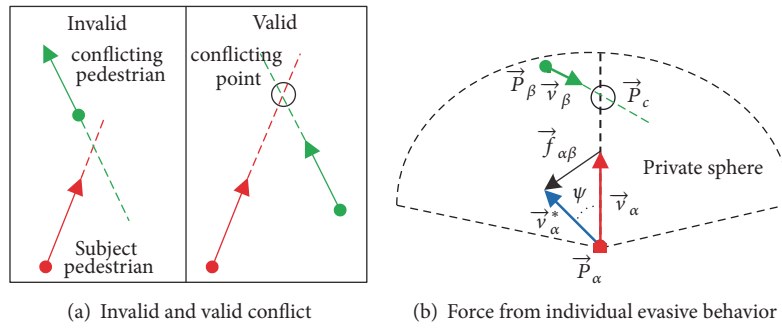 Invalid
conflicting
pedestrian
Subject
pedestrian
Valid
conflicting
point
(a) Invalid and valid conflict
P⃗β v⃗β
P⃗c
f⃗αβ
Private sphere
ψ
v⃗α
v⃗*α
P⃗α
(b) Force from individual evasive behavior